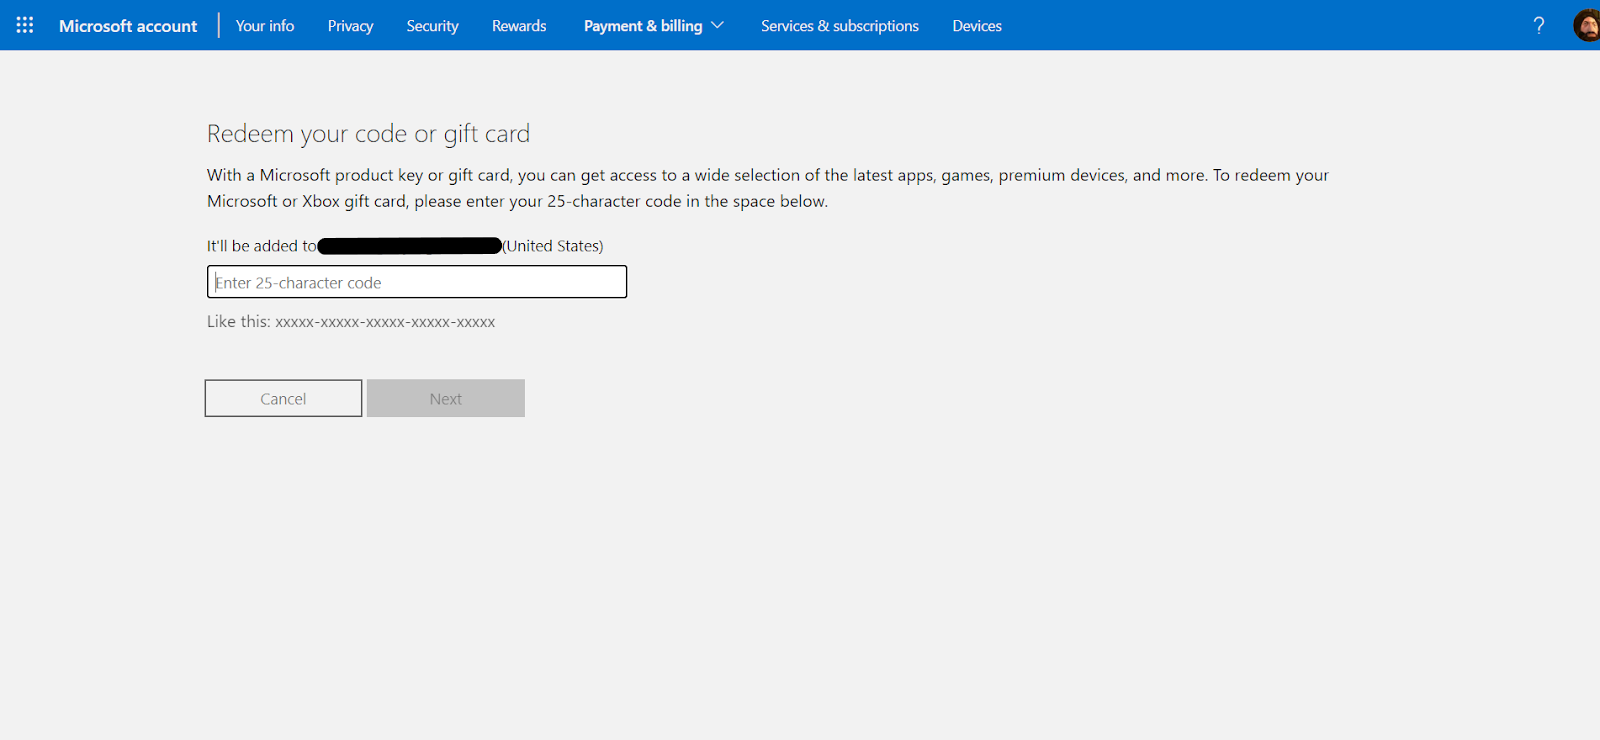 Microsoft account Your info Privacy Security Rewards Payment & billing Services & subscriptions Devices ?
Redeem your code or gift card
With a Microsoft product key or gift card, you can get access to a wide selection of the latest apps, games, premium devices, and more. To redeem your
Microsoft or Xbox gift card, please enter your 25-character code in the space below.
It'll be added to (United States)
Enter 25-character code
Like this: xxxxx-xxxxx-xxxxx-xxxxx-xxxxx
Cancel Next